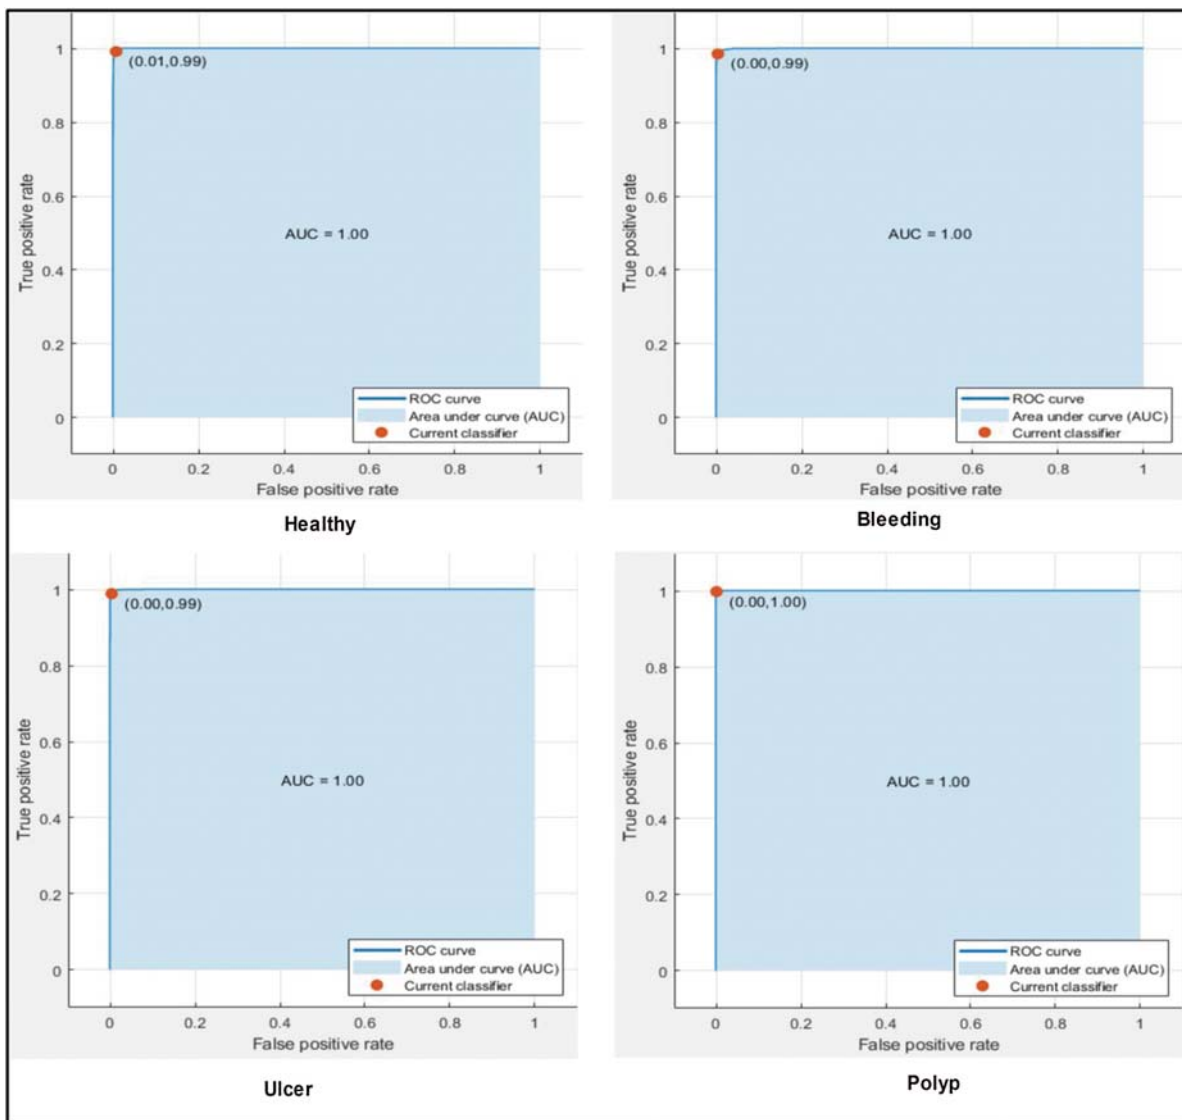 1
(0.01,0.99)
0.8
0.6
True positive rate
AUC = 1.00
0.4
0.2
0
ROC curve
Area under curve (AUC)
Current classifier
0 0.2 0.4 0.6 0.8 1
False positive rate
Healthy
1
(0.00,0.99)
0.8
0.6
True positive rate
AUC = 1.00
0.4
0.2
0
ROC curve
Area under curve (AUC)
Current classifier
0 0.2 0.4 0.6 0.8 1
False positive rate
Bleeding
1
(0.00,0.99)
0.8
0.6
True positive rate
AUC = 1.00
0.4
0.2
0
ROC curve
Area under curve (AUC)
Current classifier
0 0.2 0.4 0.6 0.8 1
False positive rate
Ulcer
1
(0.00,1.00)
0.8
0.6
True positive rate
AUC = 1.00
0.4
0.2
0
ROC curve
Area under curve (AUC)
Current classifier
0 0.2 0.4 0.6 0.8 1
False positive rate
Polyp